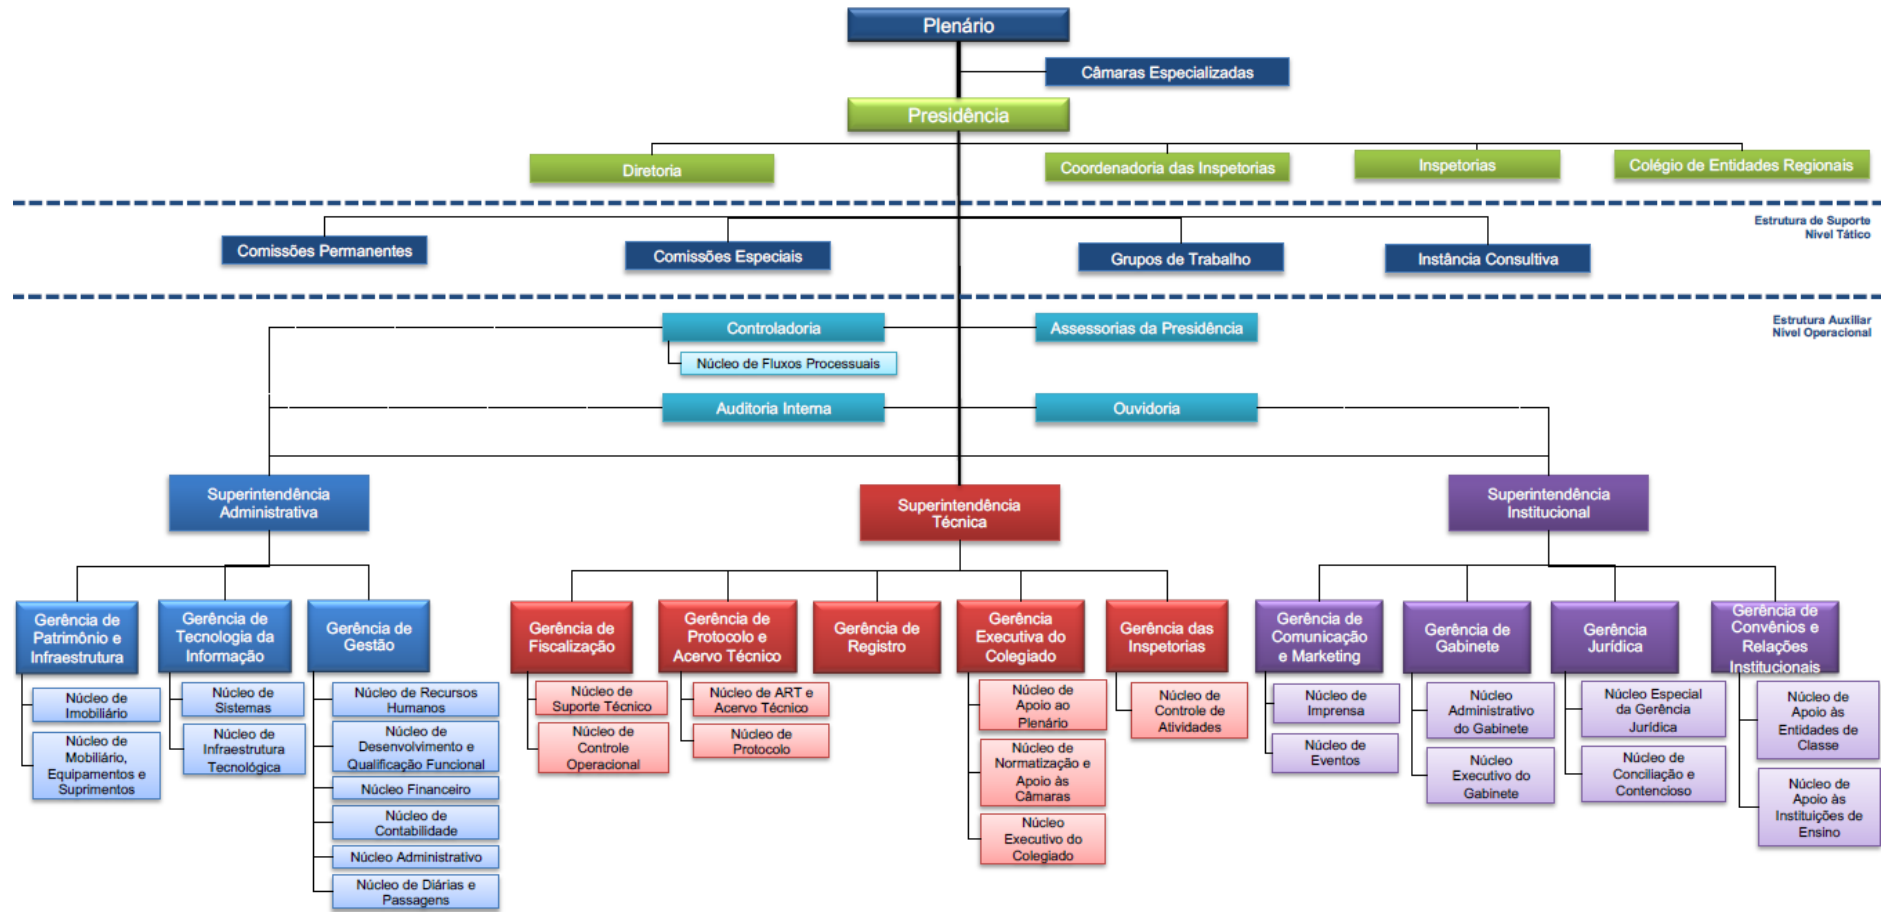 Plenário
Câmaras Especializadas
Presidência
Diretoria
Coordenadoria das Inspetorias
Inspetorias
Colégio de Entidades Regionais
Estrutura de Suporte
Nivel Tático
Comissões Permanentes
Comissões Especiais
Grupos de Trabalho
Instância Consultiva
Estrutura Auxiliar
Nivel Operacional
Controladoria
Assessorias da Presidência
Núcleo de Fluxos Processuais
Auditoria Interna
Ouvidoria
Superintendência
Administrativa
Superintendência
Técnica
Superintendência
Institucional
Gerência de
Patrimônio e
Infraestrutura
Gerência de
Tecnologia da
Informação
Gerência de
Gestão
Gerência de
Fiscalização
Gerência de
Protocolo e
Acervo Técnico
Gerência de
Registro
Gerência
Executiva do
Colegiado
Gerência das
Inspetorias
Gerência de
Comunicação
e Marketing
Gerência de
Gabinete
Gerência
Jurídica
Gerência de
Convênios e
Relações
Institucionais
Núcleo de
Imobiliário
Núcleo de
Mobiliário,
Equipamentos e
Suprimentos
Núcleo de
Sistemas
Núcleo de
Infraestrutura
Tecnológica
Núcleo de Recursos
Humanos
Núcleo de
Desenvolvimento e
Qualificação Funcional
Núcleo Financeiro
Núcleo de
Contabilidade
Núcleo Administrativo
Núcleo de Diárias e
Passagens
Núcleo de
Suporte Técnico
Núcleo de
Controle
Operacional
Núcleo de ART e
Acervo Técnico
Núcleo de
Protocolo
Núcleo de
Apoio ao
Plenário
Núcleo de
Normatização e
Apoio às
Câmaras
Núcleo
Executivo do
Colegiado
Núcleo de
Controle de
Atividades
Núcleo de
Imprensa
Núcleo de
Eventos
Núcleo
Administrativo
do Gabinete
Núcleo
Executivo do
Gabinete
Núcleo Especial
da Gerência
Jurídica
Núcleo de
Conciliação e
Contencioso
Núcleo de
Apoio às
Entidades de
Classe
Núcleo de
Apoio às
Instituições de
Ensino